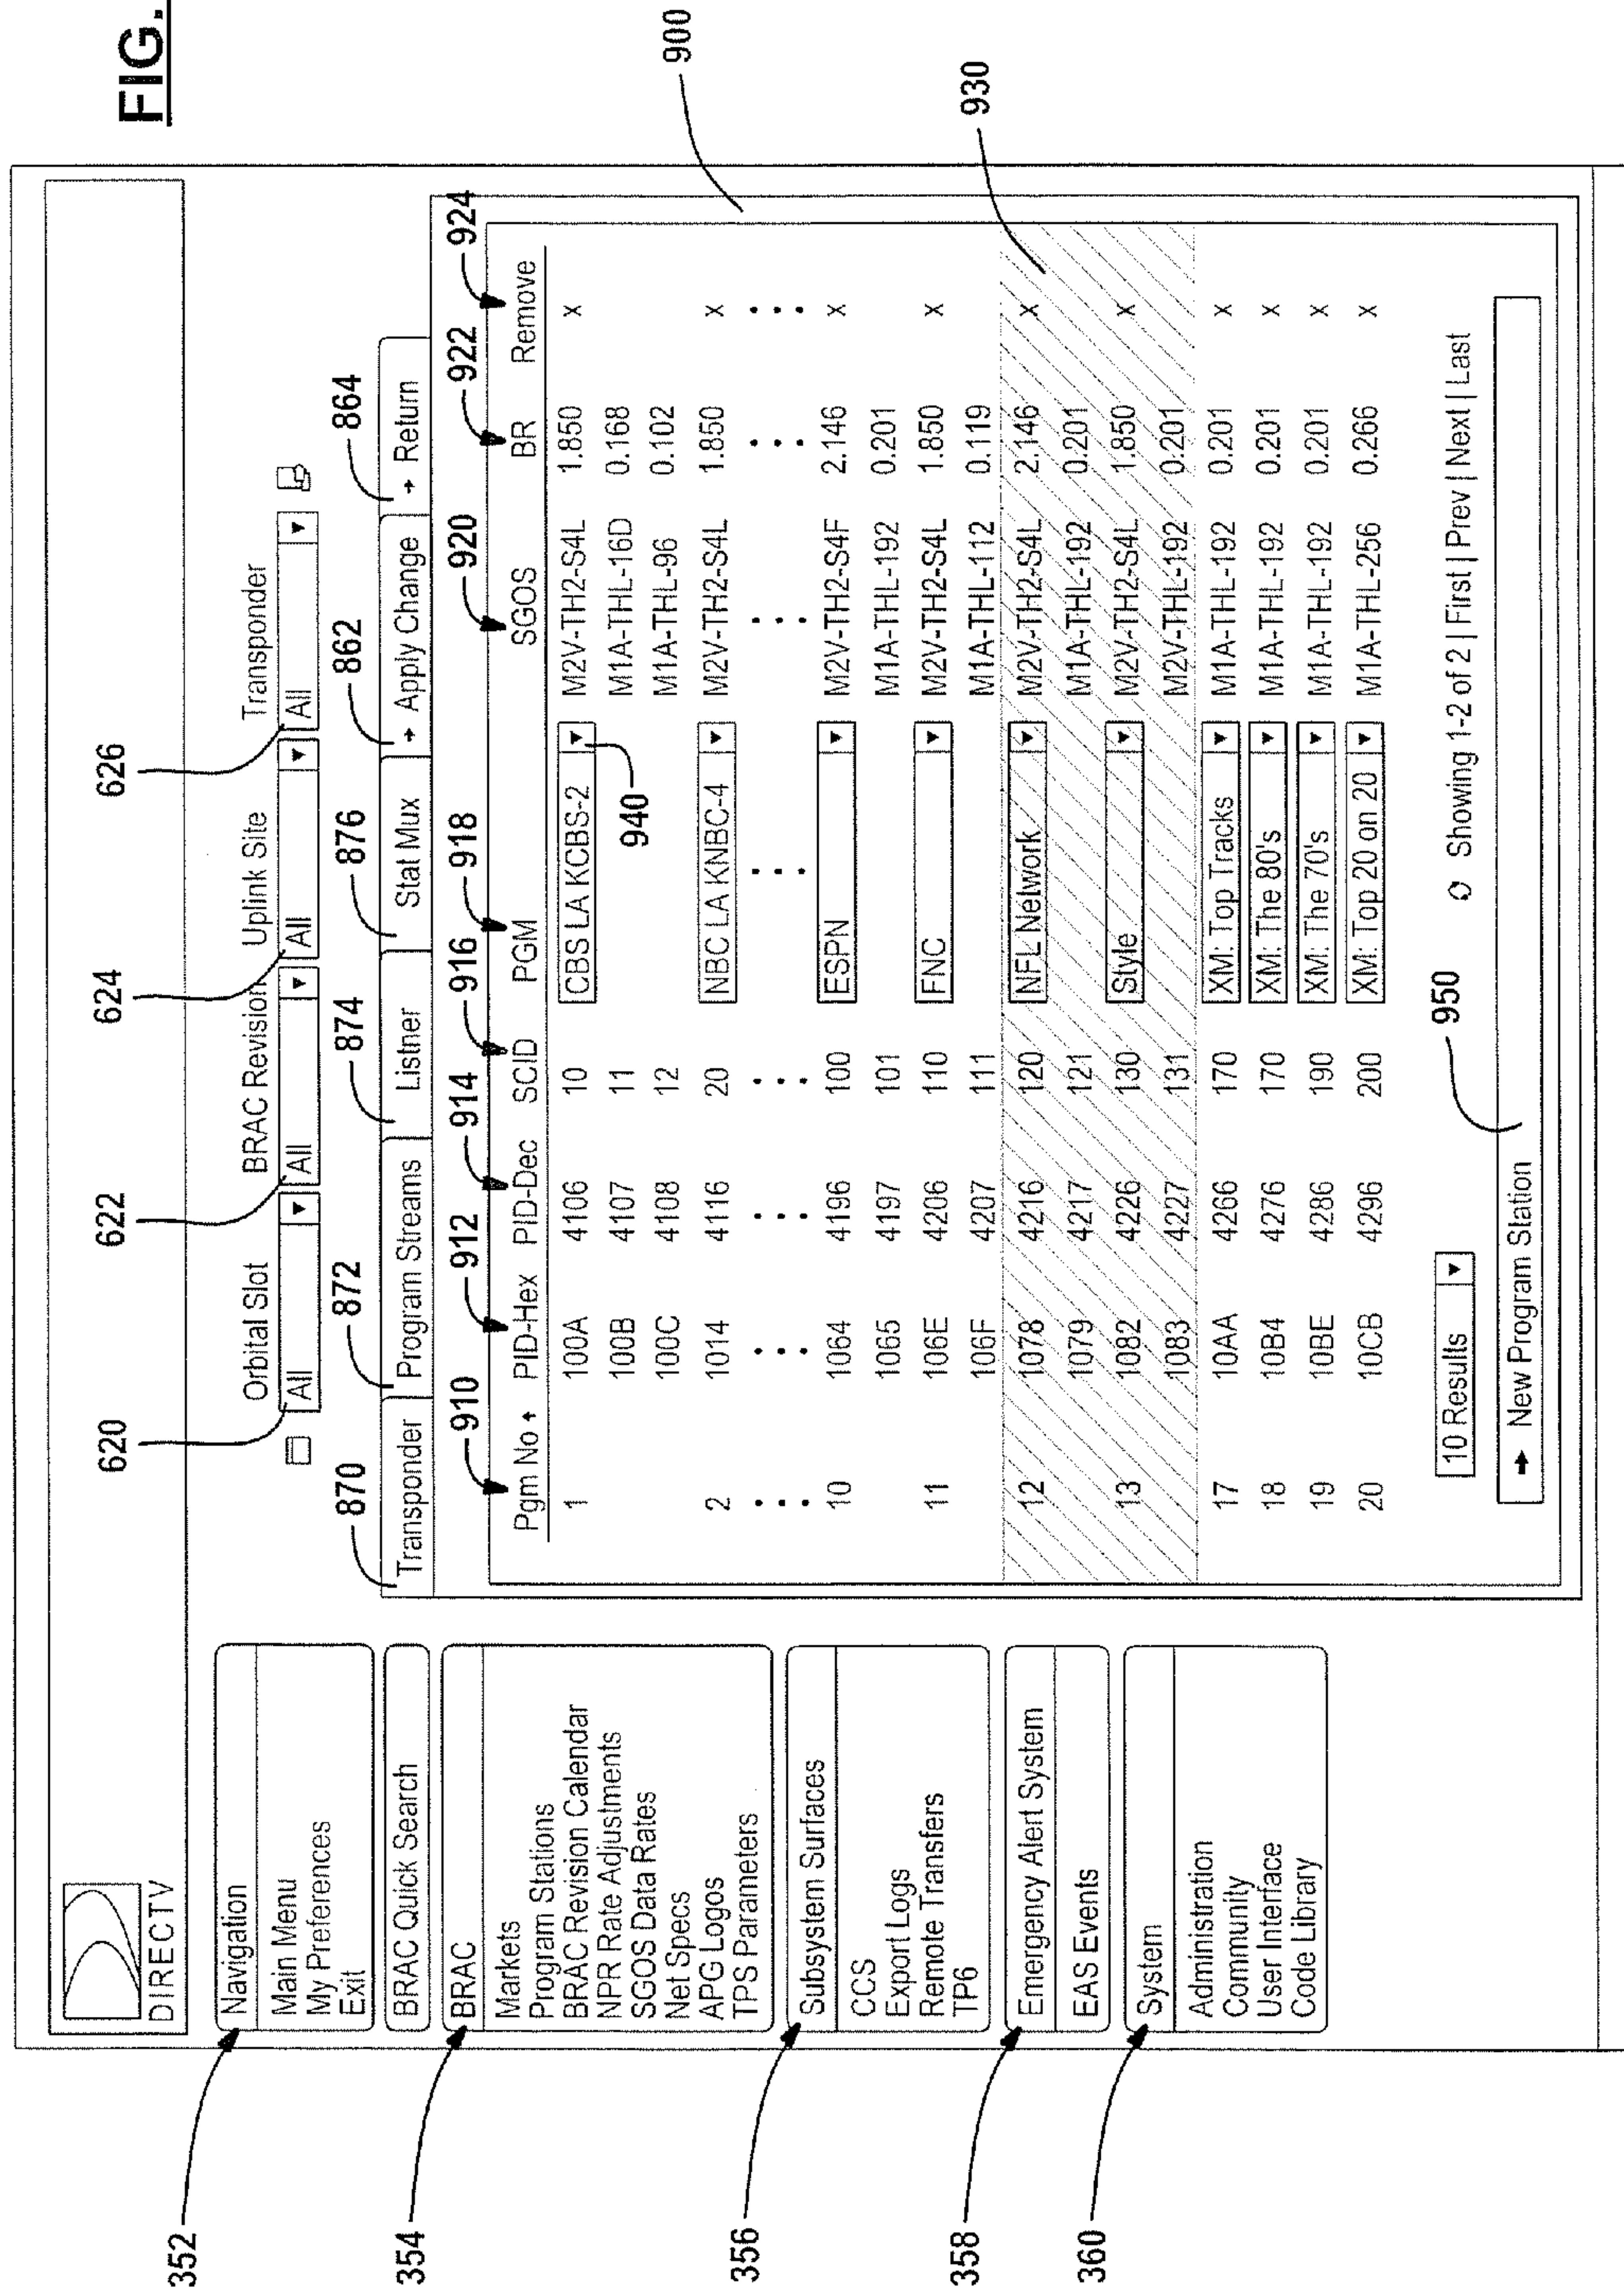 FIG.
DIRECTV
352
Navigation
Main Menu
My Preferences
Exit
BRAC Quick Search
354
BRAC
Markets
Program Stations
BRAC Revision Calendar
NPR Rate Adjustments
SGOS Data Rates
Net Specs
APG Logos
TPS Parameters
356
Subsystem Surfaces
CCS
Export Logs
Remote Transfers
TP6
358
Emergency Alert System
EAS Events
360
System
Administration
Community
User Interface
Code Library
620 622 624 626
Orbital Slot BRAC Revision Uplink Site Transponder
All All All All
870 872 874 876 862 864
Transponder Program Streams Listner Stat Mux → Apply Change → Return
910 912 914 916 918 920 922 924
Pgm No PID-Hex PID-Dec SCID PGM SGOS BR Remove
1 100A 4106 10 CBS LA KCBS-2 M2V-TH2-S4L 1.850 x
100B 4107 11 M1A-THL-16D 0.168
100C 4108 12 M1A-THL-96 0.102
940
2 1014 4116 20 NBC LA KNBC-4 M2V-TH2-S4L 1.850 x
10 1064 4196 100 ESPN M2V-TH2-S4F 2.146 x
1065 4197 101 M1A-THL-192 0.201
11 106E 4206 110 FNC M2V-TH2-S4L 1.850 x
106F 4207 111 M1A-THL-112 0.119
12 1078 4216 120 NFL Network M2V-TH2-S4L 2.146 x
1079 4217 121 M1A-THL-192 0.201
13 1082 4226 130 Style M2V-TH2-S4L 1.850 x
1083 4227 131 M2V-THL-192 0.201
17 10AA 4266 170 XM: Top Tracks M1A-THL-192 0.201 x
18 10B4 4276 170 XM: The 80's M1A-THL-192 0.201 x
19 10BE 4286 190 XM: The 70's M1A-THL-192 0.201 x
20 10CB 4296 200 XM: Top 20 on 20 M1A-THL-256 0.266 x
900
930
10 Results Showing 1-2 of 2 | First | Prev | Next | Last
950
→ New Program Station